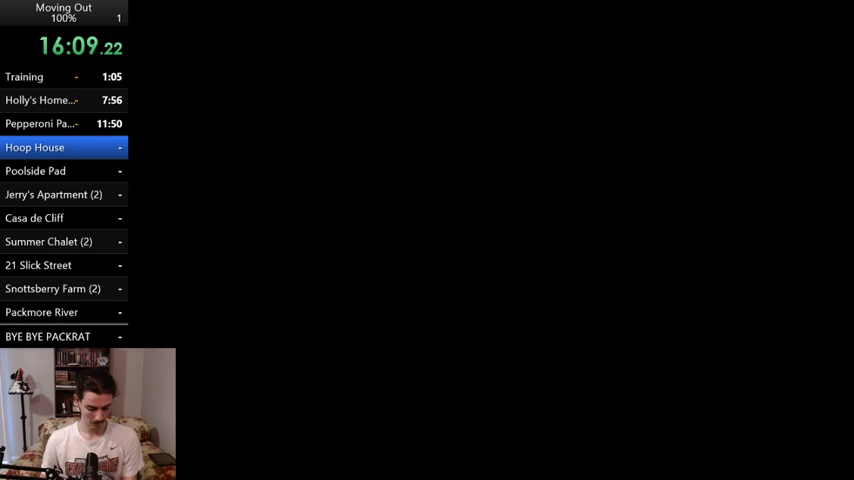 Moving Out
100% 1
16:09.22
Training - 1:05
Holly's Home...- 7:56
Pepperoni Pa...- 11:50
Hoop House -
Poolside Pad -
Jerry's Apartment (2) -
Casa de Cliff -
Summer Chalet (2) -
21 Slick Street -
Snottsberry Farm (2) -
Packmore River -
BYE BYE PACKRAT -